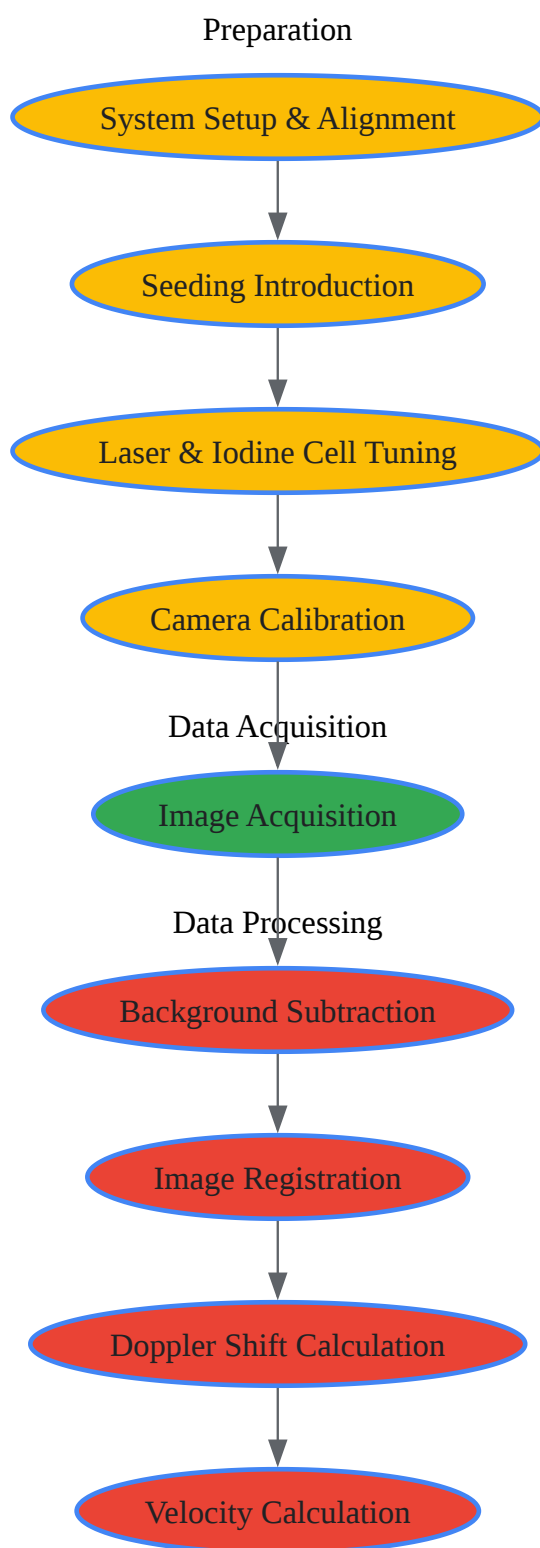 Preparation
System Setup & Alignment
Seeding Introduction
Laser & Iodine Cell Tuning
Camera Calibration
Data Acquisition
Image Acquisition
Data Processing
Background Subtraction
Image Registration
Doppler Shift Calculation
Velocity Calculation